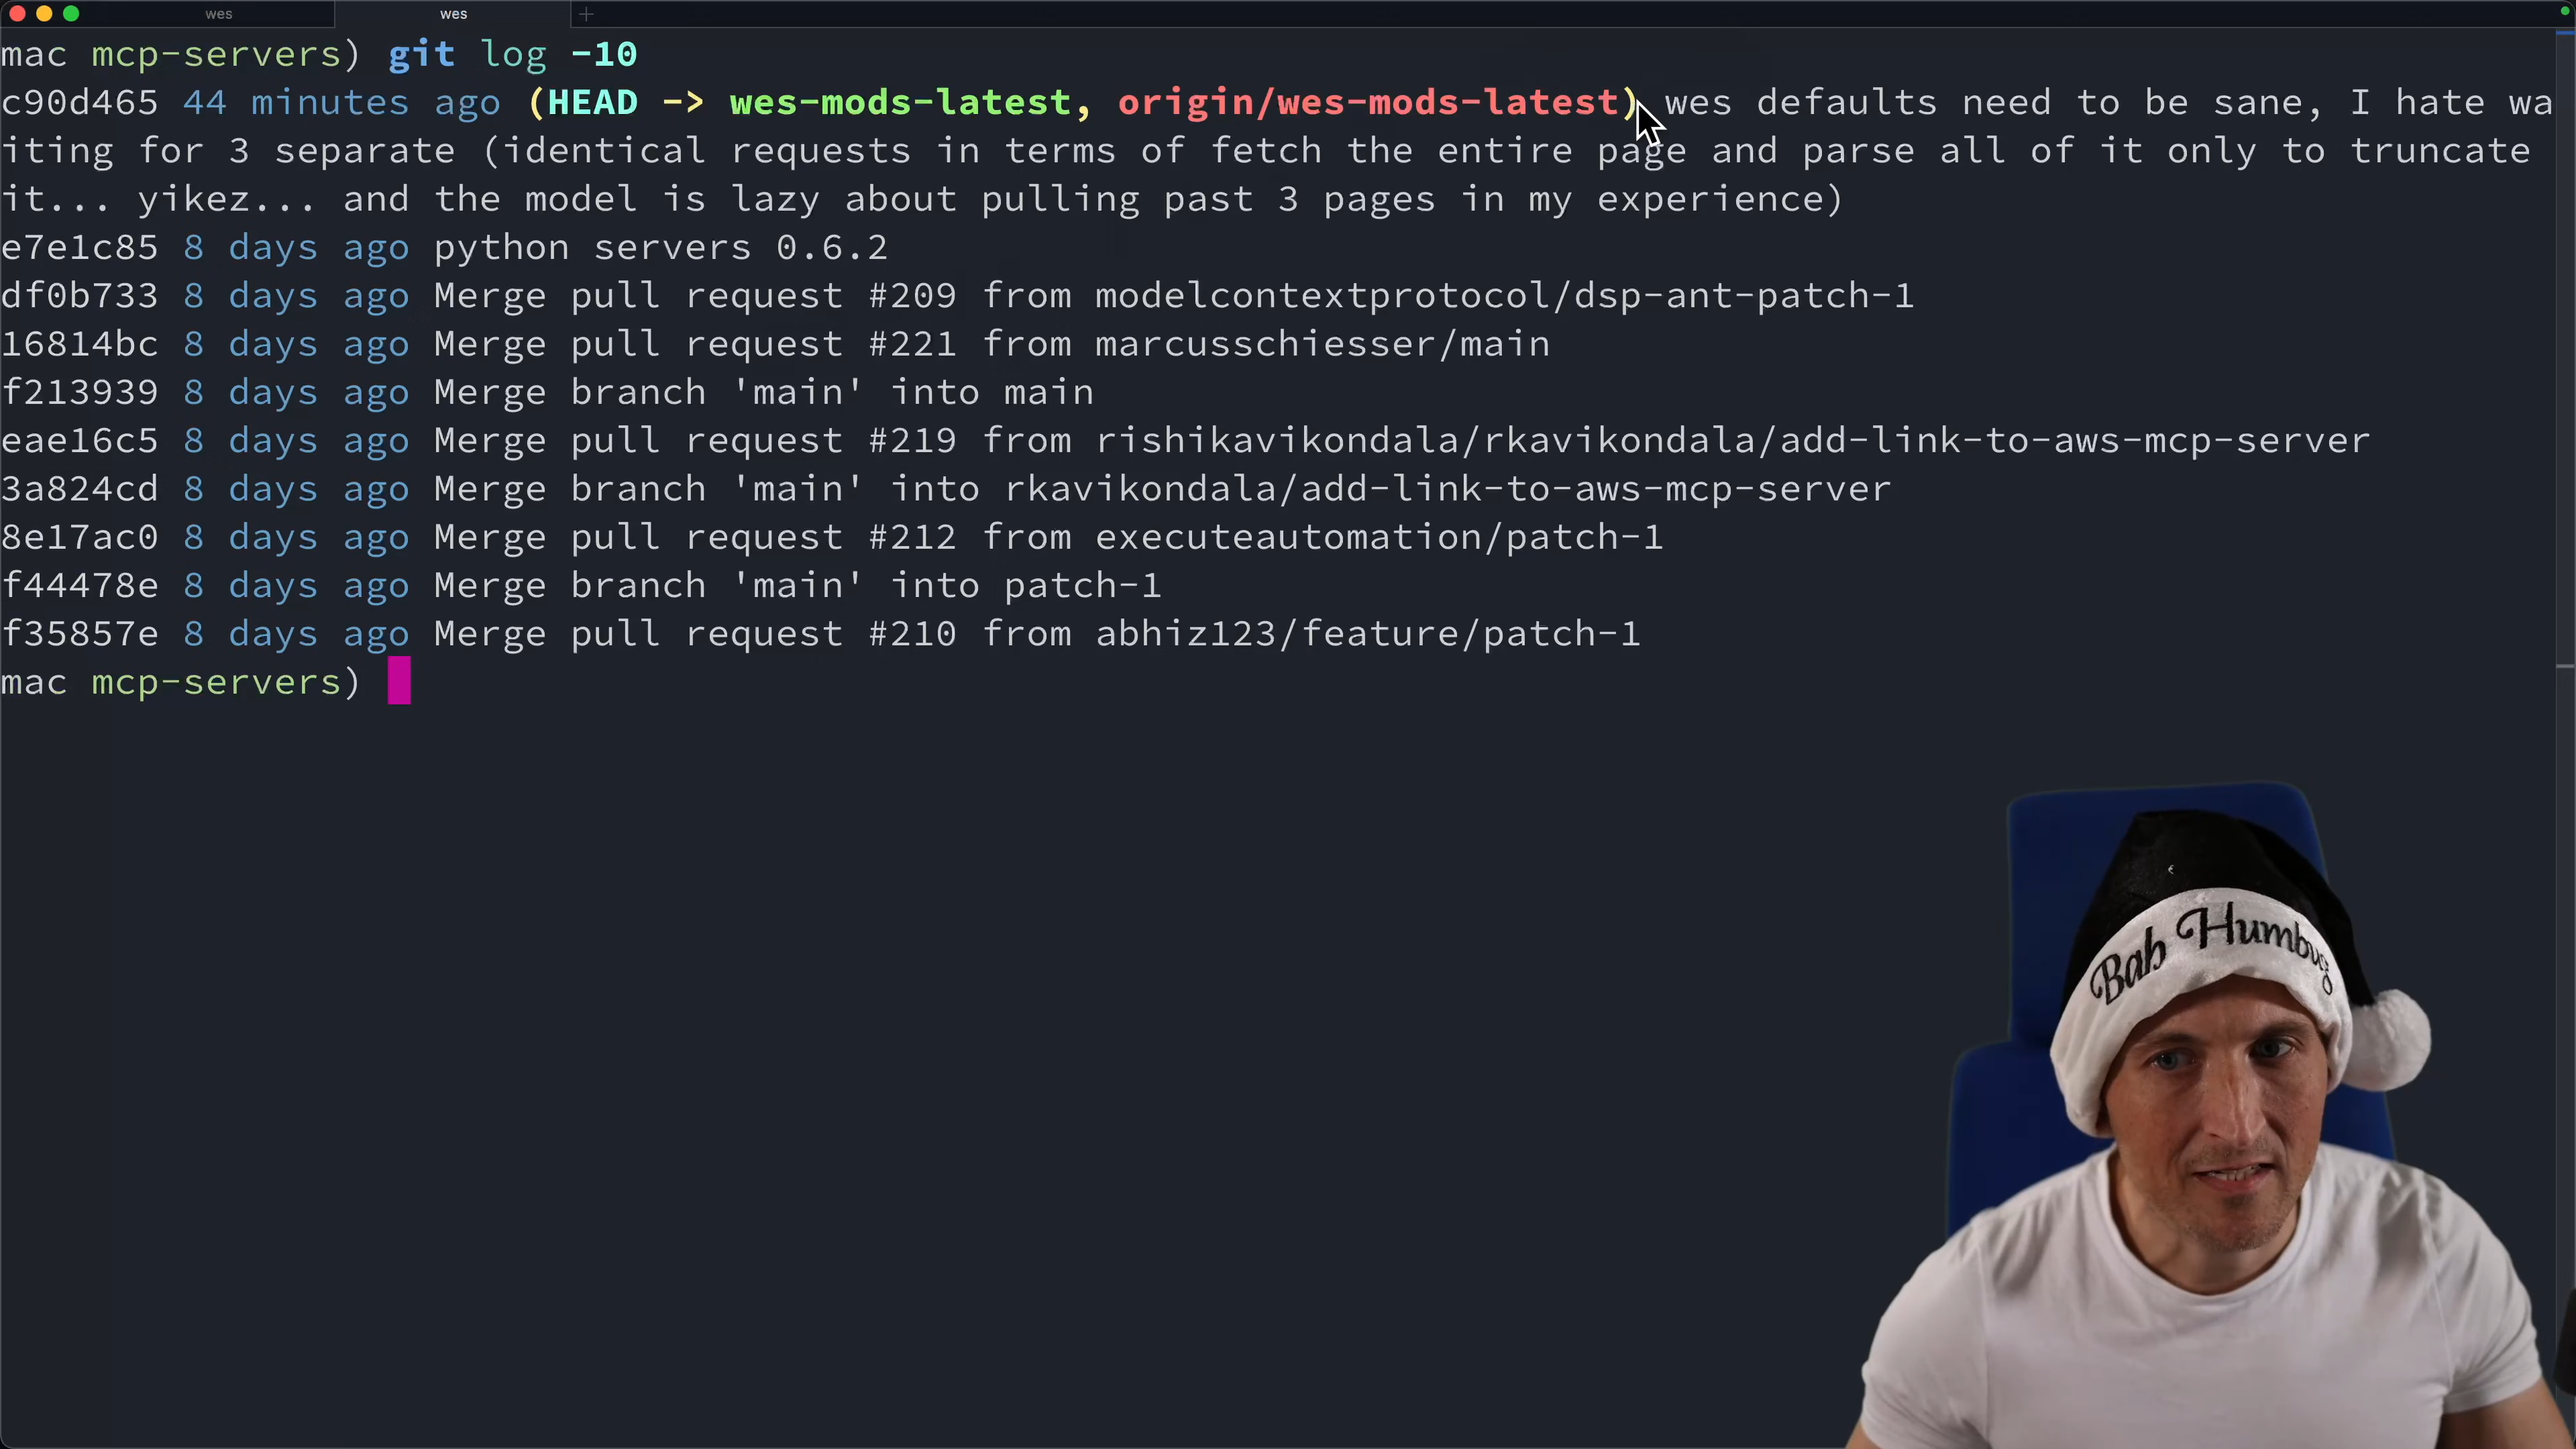 wes
wes
mac mcp-servers) git log -10
c90d465 44 minutes ago (HEAD -> wes-mods-latest, origin/wes-mods-latest) wes defaults need to be sane, I hate wa
iting for 3 separate (identical requests in terms of fetch the entire page and parse all of it only to truncate
it... yikez... and the model is lazy about pulling past 3 pages in my experience)
e7e1c85 8 days ago python servers 0.6.2
df0b733 8 days ago Merge pull request #209 from modelcontextprotocol/dsp-ant-patch-1
16814bc 8 days ago Merge pull request #221 from marcusschiesser/main
f213939 8 days ago Merge branch 'main' into main
eae16c5 8 days ago Merge pull request #219 from rishikavikondala/rkavikondala/add-link-to-aws-mcp-server
3a824cd 8 days ago Merge branch 'main' into rkavikondala/add-link-to-aws-mcp-server
8e17ac0 8 days ago Merge pull request #212 from executeautomation/patch-1
f44478e 8 days ago Merge branch 'main' into patch-1
f35857e 8 days ago Merge pull request #210 from abhiz123/feature/patch-1
mac mcp-servers)
Bah Humbug